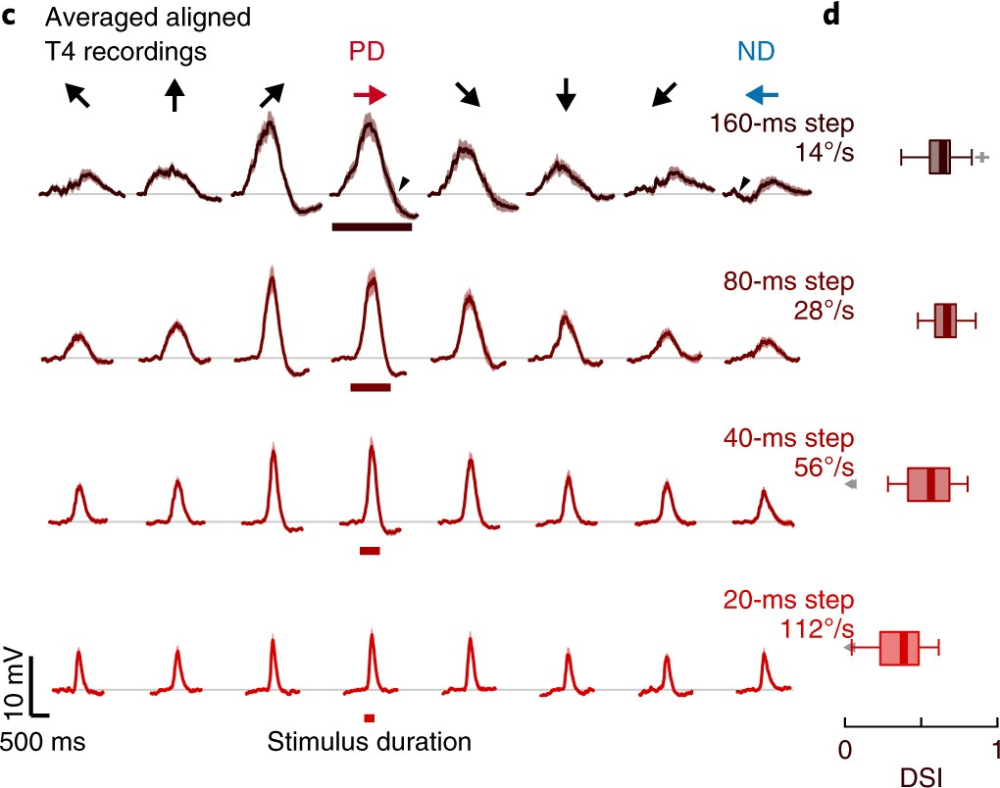 c
Averaged aligned
T4 recordings
PD
ND
d
160-ms step
14°/s
80-ms step
28°/s
40-ms step
56°/s
20-ms step
112°/s
10 mV
500 ms
Stimulus duration
0
1
DSI